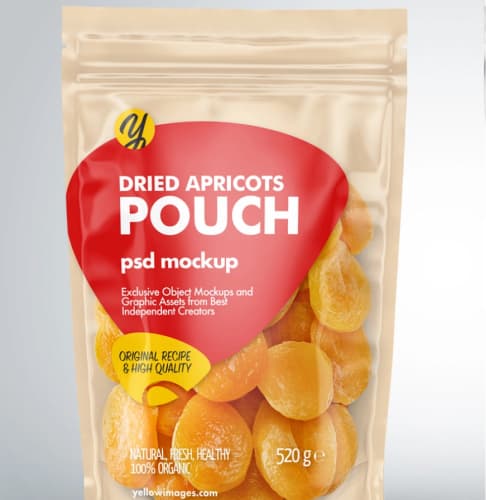 y
DRIED APRICOTS
POUCH
psd mockup
Exclusive Object Mockups and
Graphic Assets from Best
Independent Creators
ORIGINAL RECIPE
& HIGH QUALITY
NATURAL, FRESH, HEALTHY
100% ORGANIC
520 g e
yellowimages.com